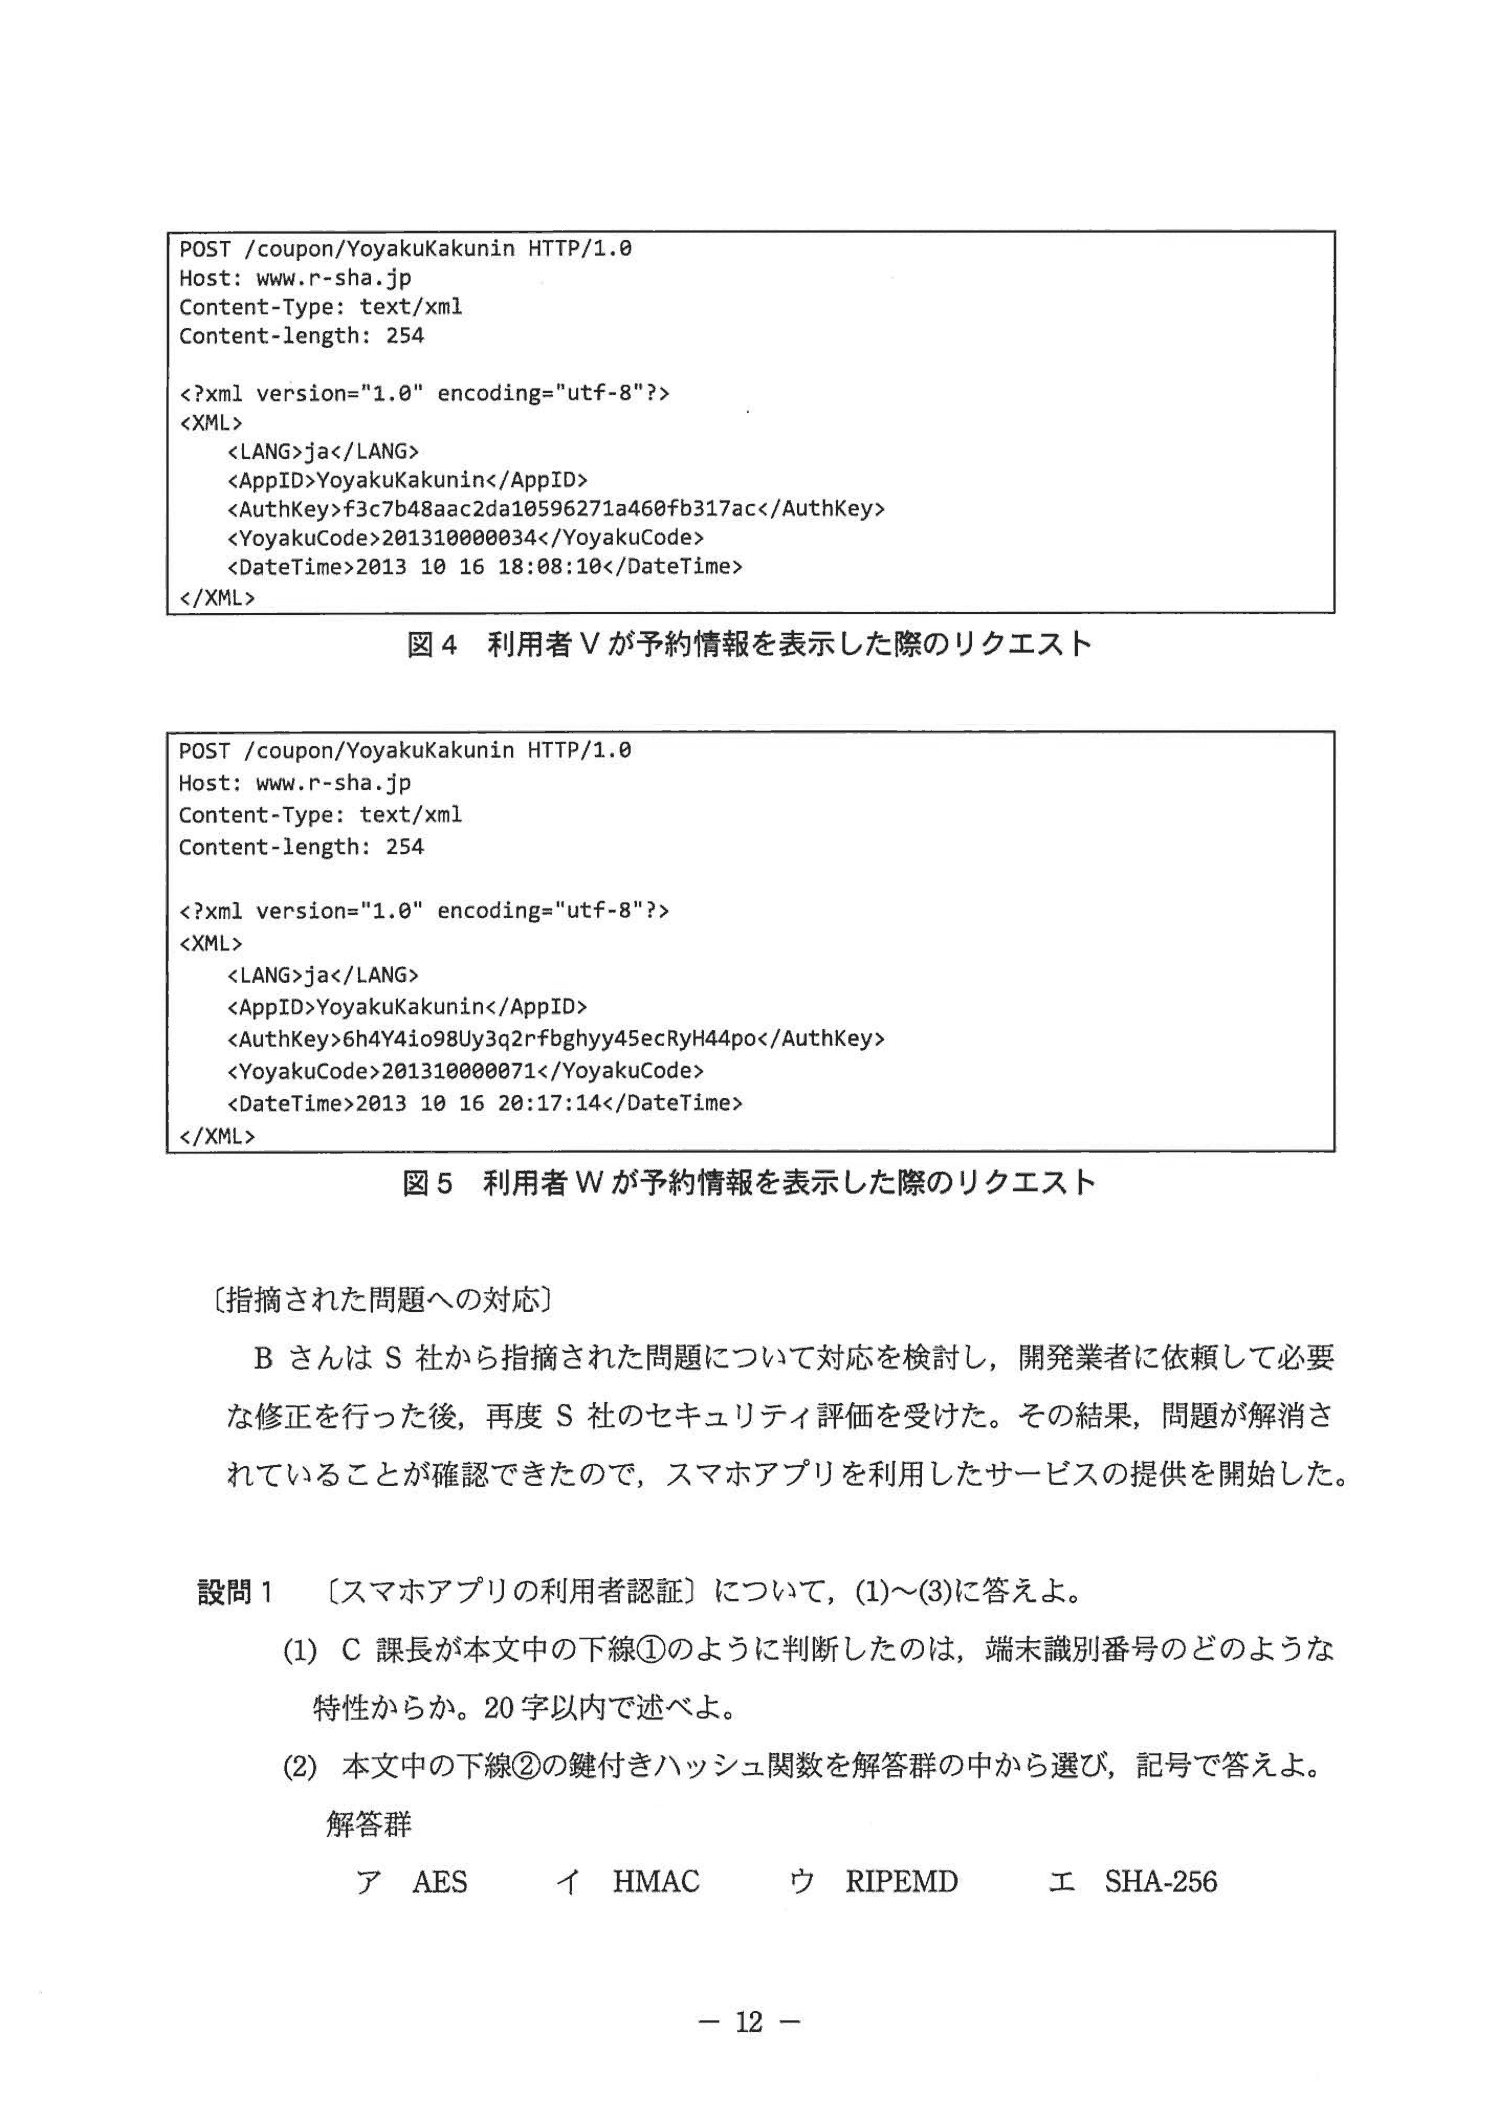 POST /coupon/YoyakuKakunin HTTP/1.0
Host: www.r-sha.jp
Content-Type: text/xml
Content-length: 254
<?xml version="1.0" encoding="utf-8"?>
<XML>
<LANG>ja</LANG>
<AppID>YoyakuKakunin</AppID>
<AuthKey>f3c7b48aac2da10596271a460fb317ac</AuthKey>
<YoyakuCode>201310000034</YoyakuCode>
<DateTime>2013 10 16 18:08:10</DateTime>
</XML>
図4 利用者Vが予約情報を表示した際のリクエスト
POST /coupon/YoyakuKakunin HTTP/1.0
Host: www.r-sha.jp
Content-Type: text/xml
Content-length: 254
<?xml version="1.0" encoding="utf-8"?>
<XML>
<LANG>ja</LANG>
<AppID>YoyakuKakunin</AppID>
<AuthKey>6h4Y4io98Uy3q2rfbghyy45ecRyH44po</AuthKey>
<YoyakuCode>201310000071</YoyakuCode>
<DateTime>2013 10 16 20:17:14</DateTime>
</XML>
図5 利用者Wが予約情報を表示した際のリクエスト
〔指摘された問題への対応〕
B さんは S 社から指摘された問題について対応を検討し，開発業者に依頼して必要
な修正を行った後，再度 S 社のセキュリティ評価を受けた。その結果，問題が解消さ
れていることが確認できたので，スマホアプリを利用したサービスの提供を開始した。
設問1 〔スマホアプリの利用者認証〕について，(1)～(3)に答えよ。
(1) C 課長が本文中の下線①のように判断したのは，端末識別番号のどのような
特性からか。20 字以内で述べよ。
(2) 本文中の下線②の鍵付きハッシュ関数を解答群の中から選び，記号で答えよ。
解答群
ア AES イ HMAC ウ RIPEMD エ SHA-256
－ 12 －